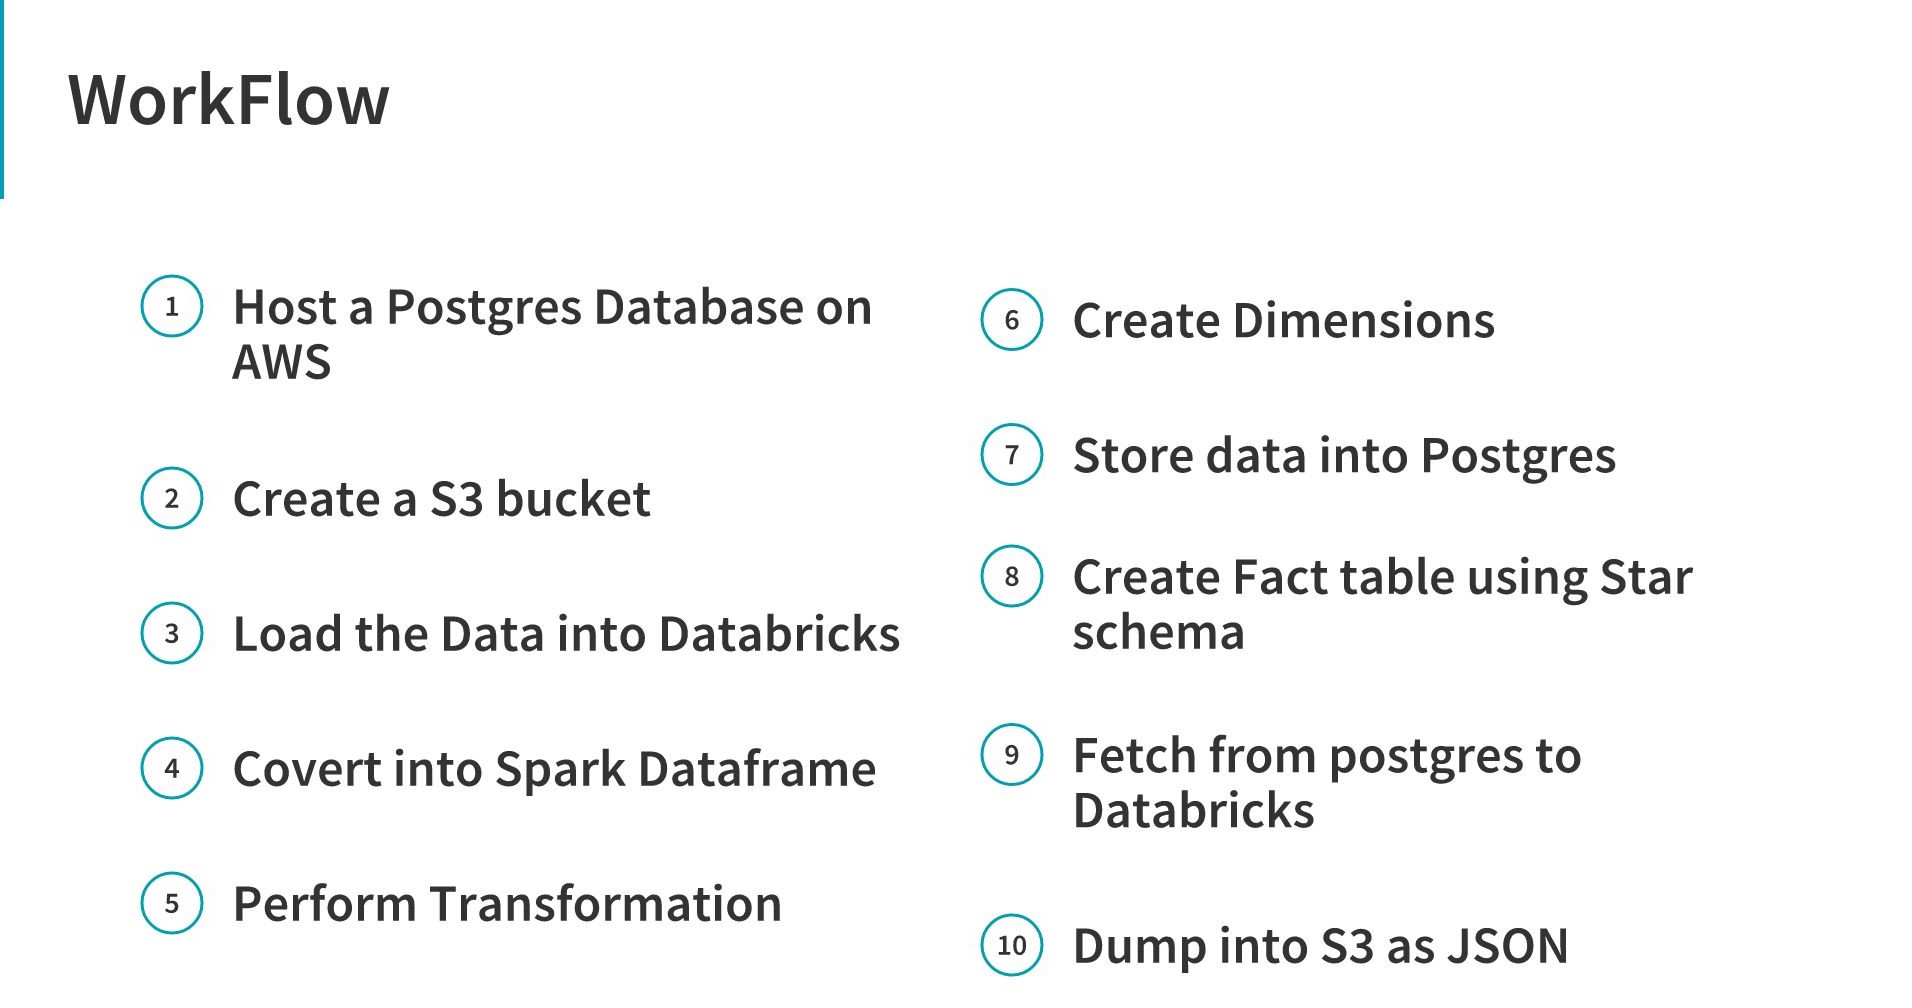 WorkFlow
1 Host a Postgres Database on
AWS
2 Create a S3 bucket
3 Load the Data into Databricks
4 Covert into Spark Dataframe
5 Perform Transformation
6 Create Dimensions
7 Store data into Postgres
8 Create Fact table using Star
schema
9 Fetch from postgres to
Databricks
10 Dump into S3 as JSON